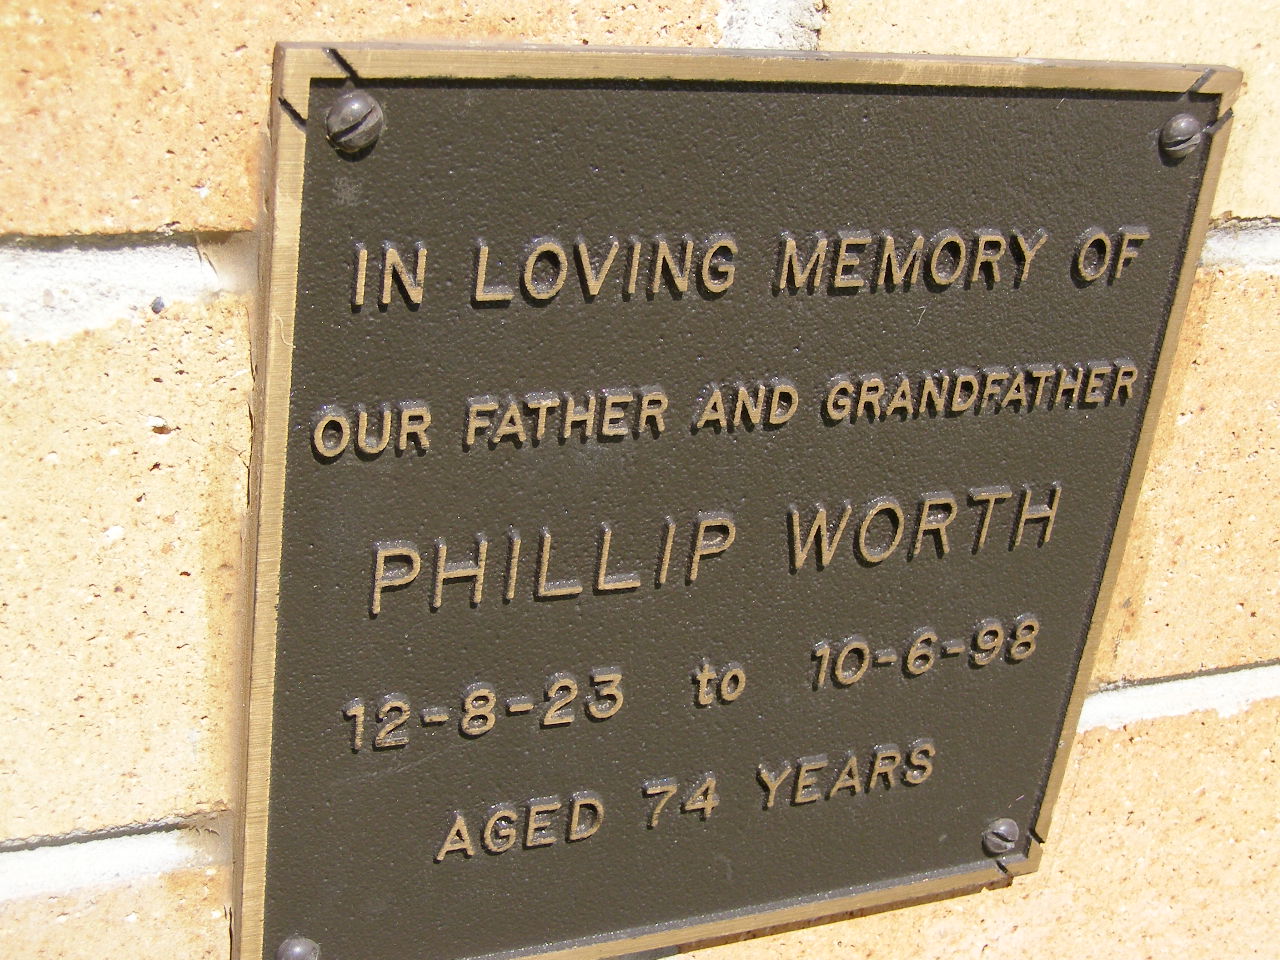 IN LOVING MEMORY OF
OUR FATHER AND GRANDFATHER
PHILLIP WORTH
12-8-23 to 10-6-98
AGED 74 YEARS